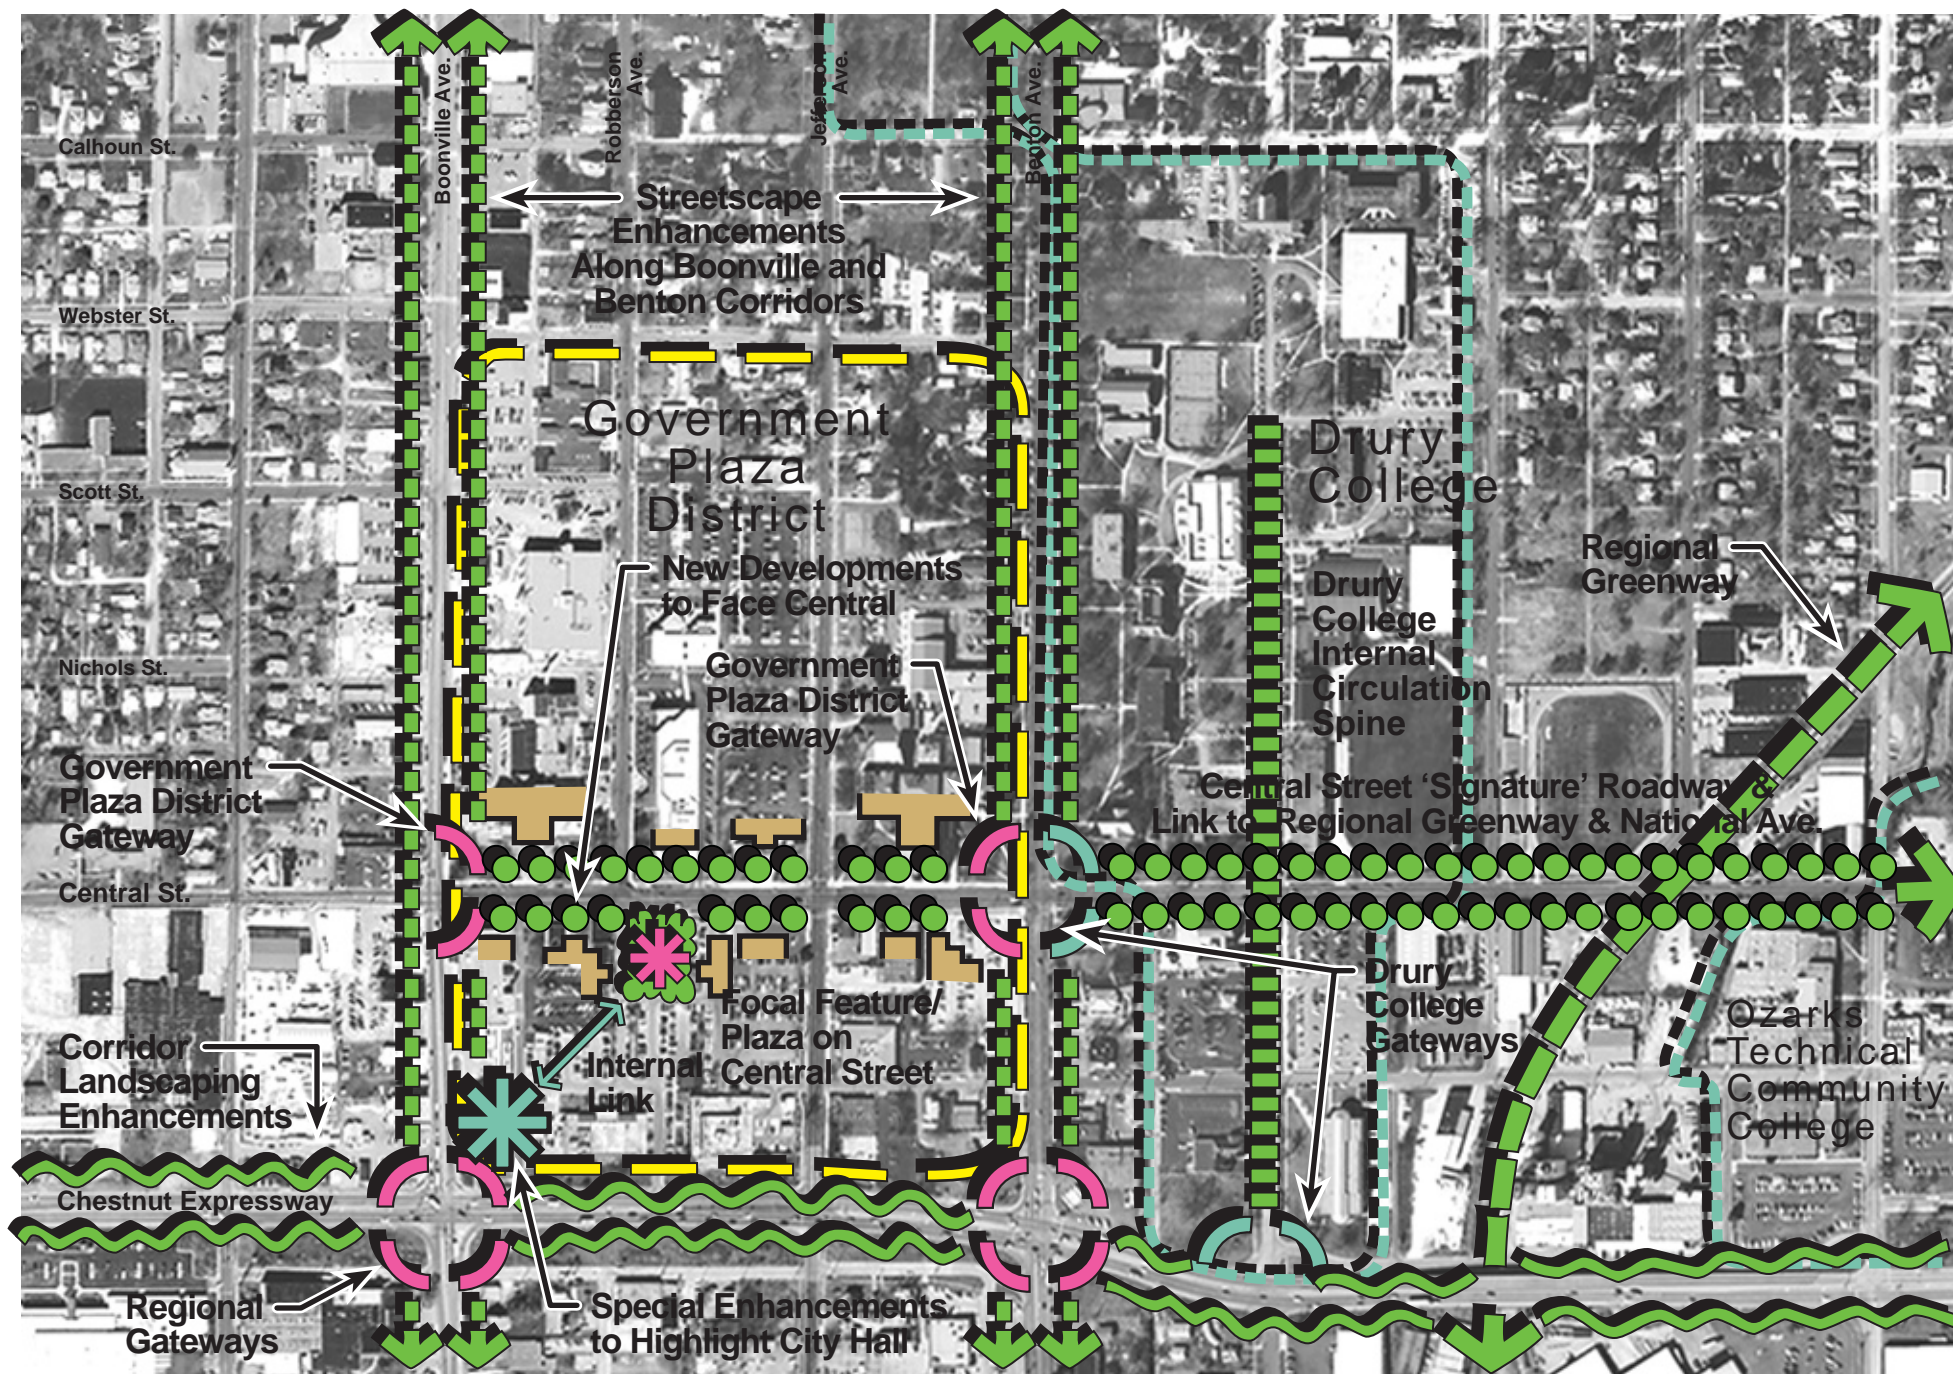 Boonville Ave.
Robberson
Ave.
Jefferson
Ave.
Benton Ave.
Calhoun St.
Streetscape
Enhancements
Along Boonville and
Benton Corridors
Webster St.
Government
Plaza
District
Drury
College
Scott St.
New Developments
to Face Central
Regional
Greenway
Drury
College
Internal
Circulation
Spine
Nichols St.
Government
Plaza District
Gateway
Government
Plaza District
Gateway
Central Street ‘Signature’ Roadway &
Link to Regional Greenway & National Ave.
Central St.
Drury
College
Gateways
Focal Feature/
Plaza on
Central Street
Internal
Link
Ozarks
Technical
Community
College
Corridor
Landscaping
Enhancements
Chestnut Expressway
Regional
Gateways
Special Enhancements
to Highlight City Hall